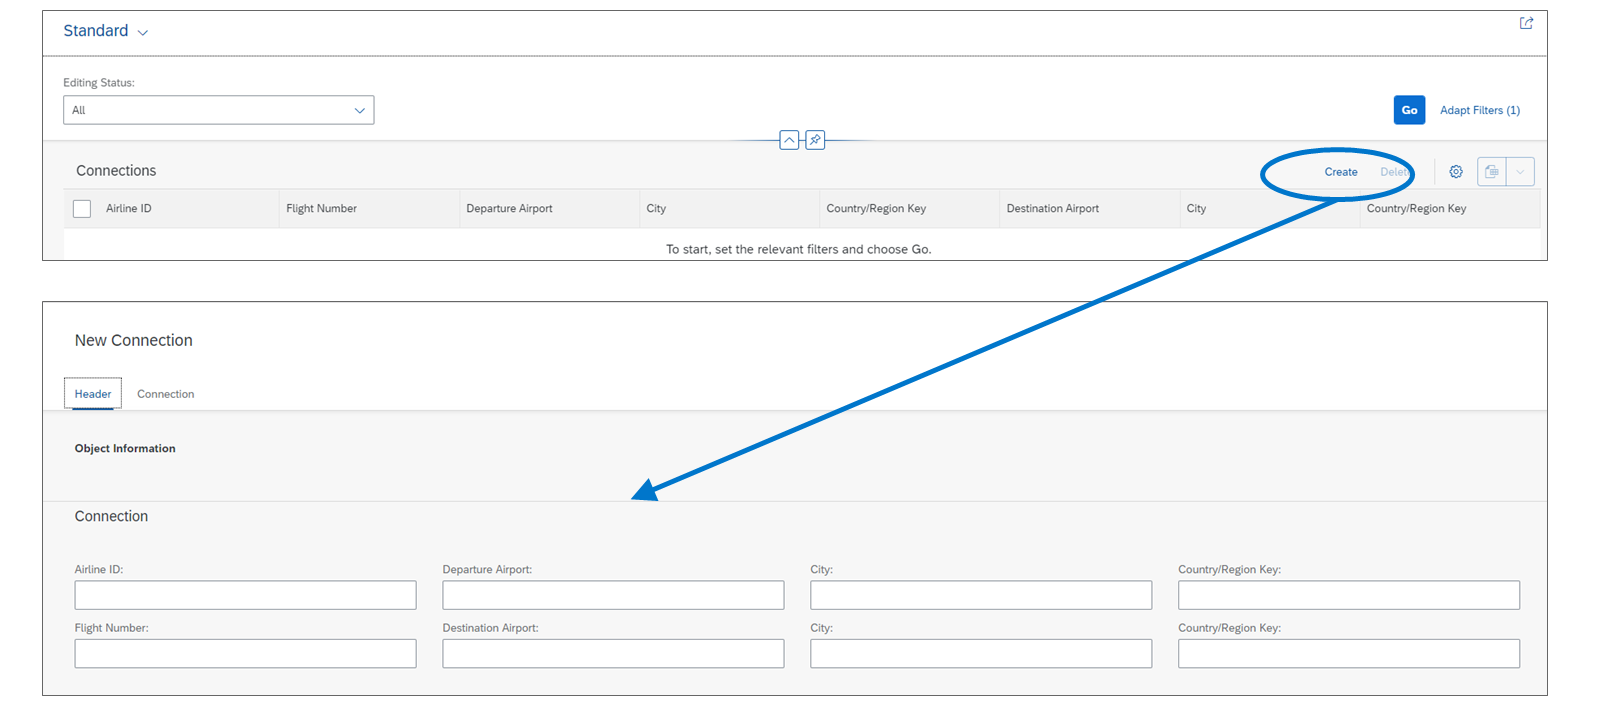 Standard
Editing Status:
All
Go Adapt Filters (1)
Connections Create Delete
Airline ID Flight Number Departure Airport City Country/Region Key Destination Airport City Country/Region Key
To start, set the relevant filters and choose Go.
New Connection
Header Connection
Object Information
Connection
Airline ID: Departure Airport: City: Country/Region Key:
Flight Number: Destination Airport: City: Country/Region Key: